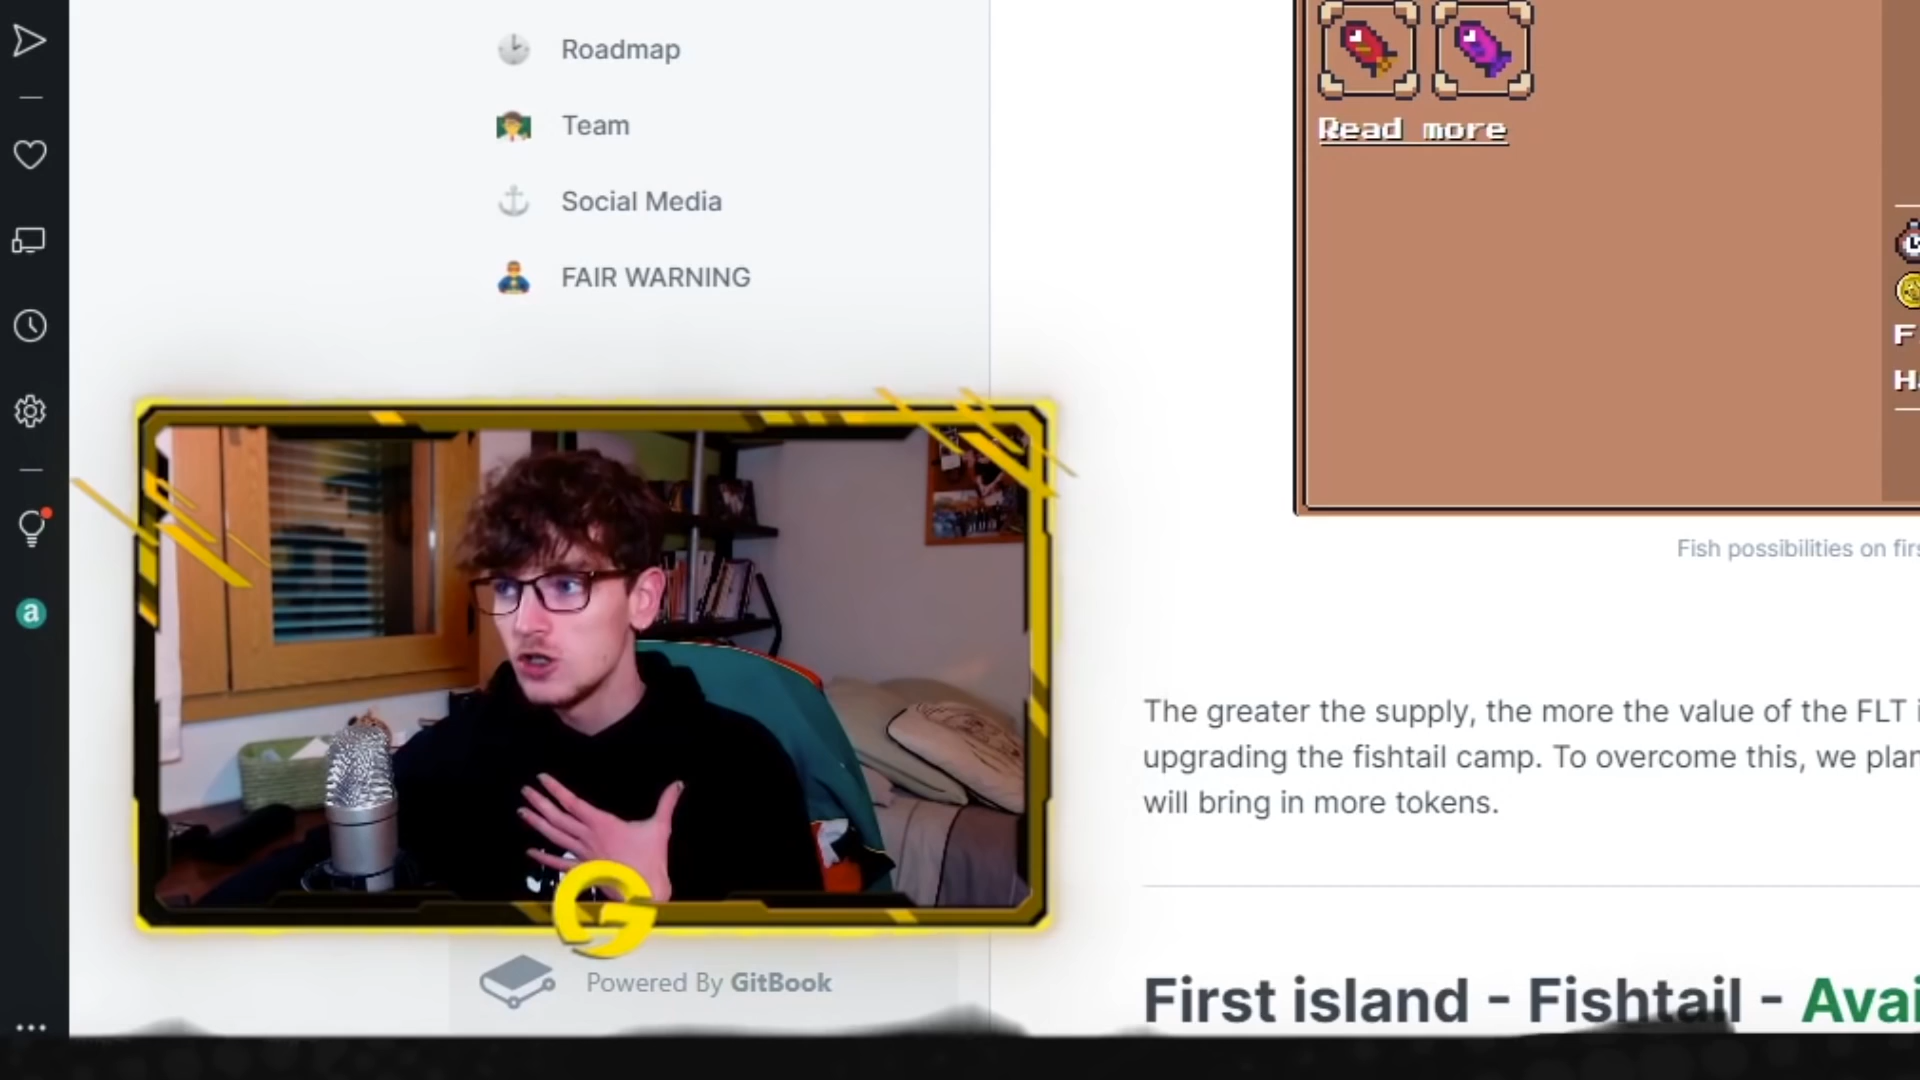 Roadmap
Team
Social Media
FAIR WARNING
Powered By GitBook
Read more
Fish possibilities on
The greater the supply, the more the value of the FLT
upgrading the fishtail camp. To overcome this, we
will bring in more tokens.
First island - Fishtail -